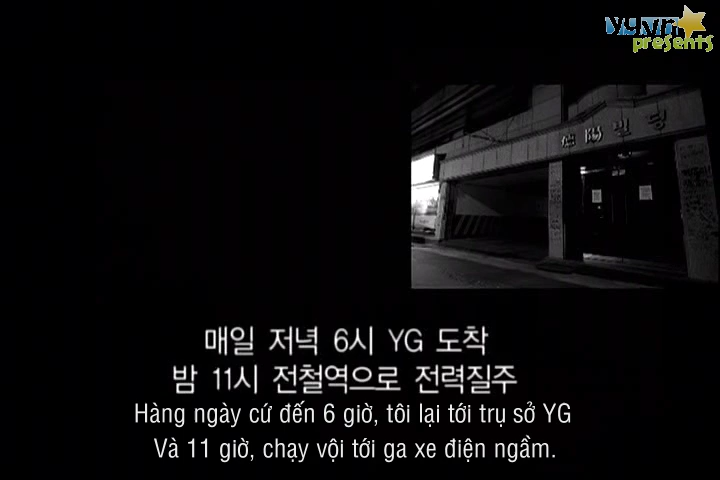 presents
빌딩
매일 저녁 6시 YG 도착
밤 11시 전철역으로 전력질주
Hàng ngày cứ đến 6 giờ, tôi lại tới trụ sở YG
Và 11 giờ, chạy vội tới ga xe điện ngầm.